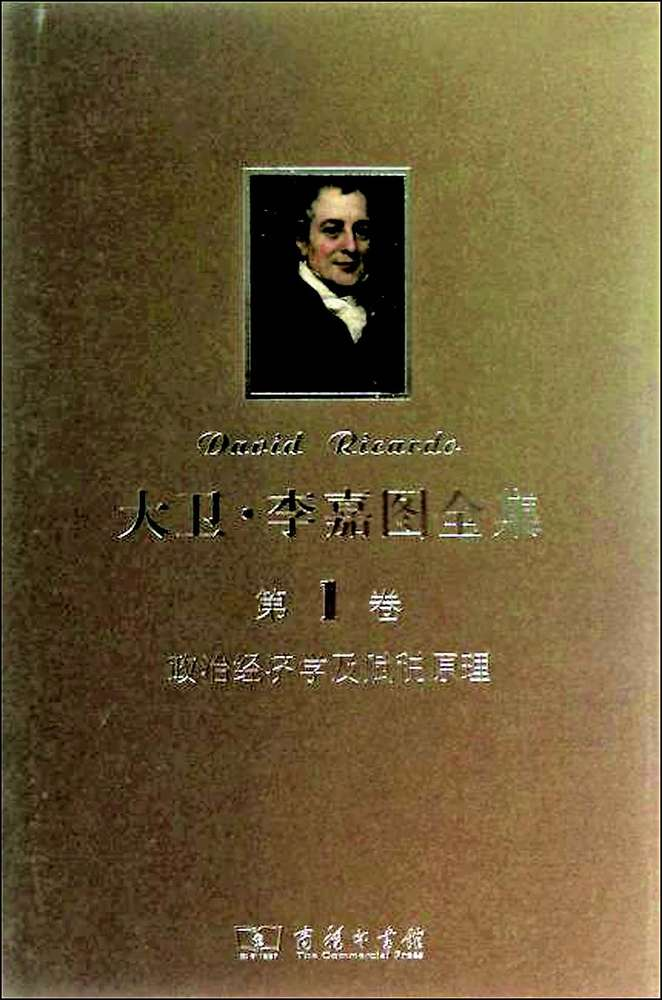 David Ricardo
大卫·李嘉图全集
第1卷
政治经济学及赋税原理
商务印书馆
The Commercial Press